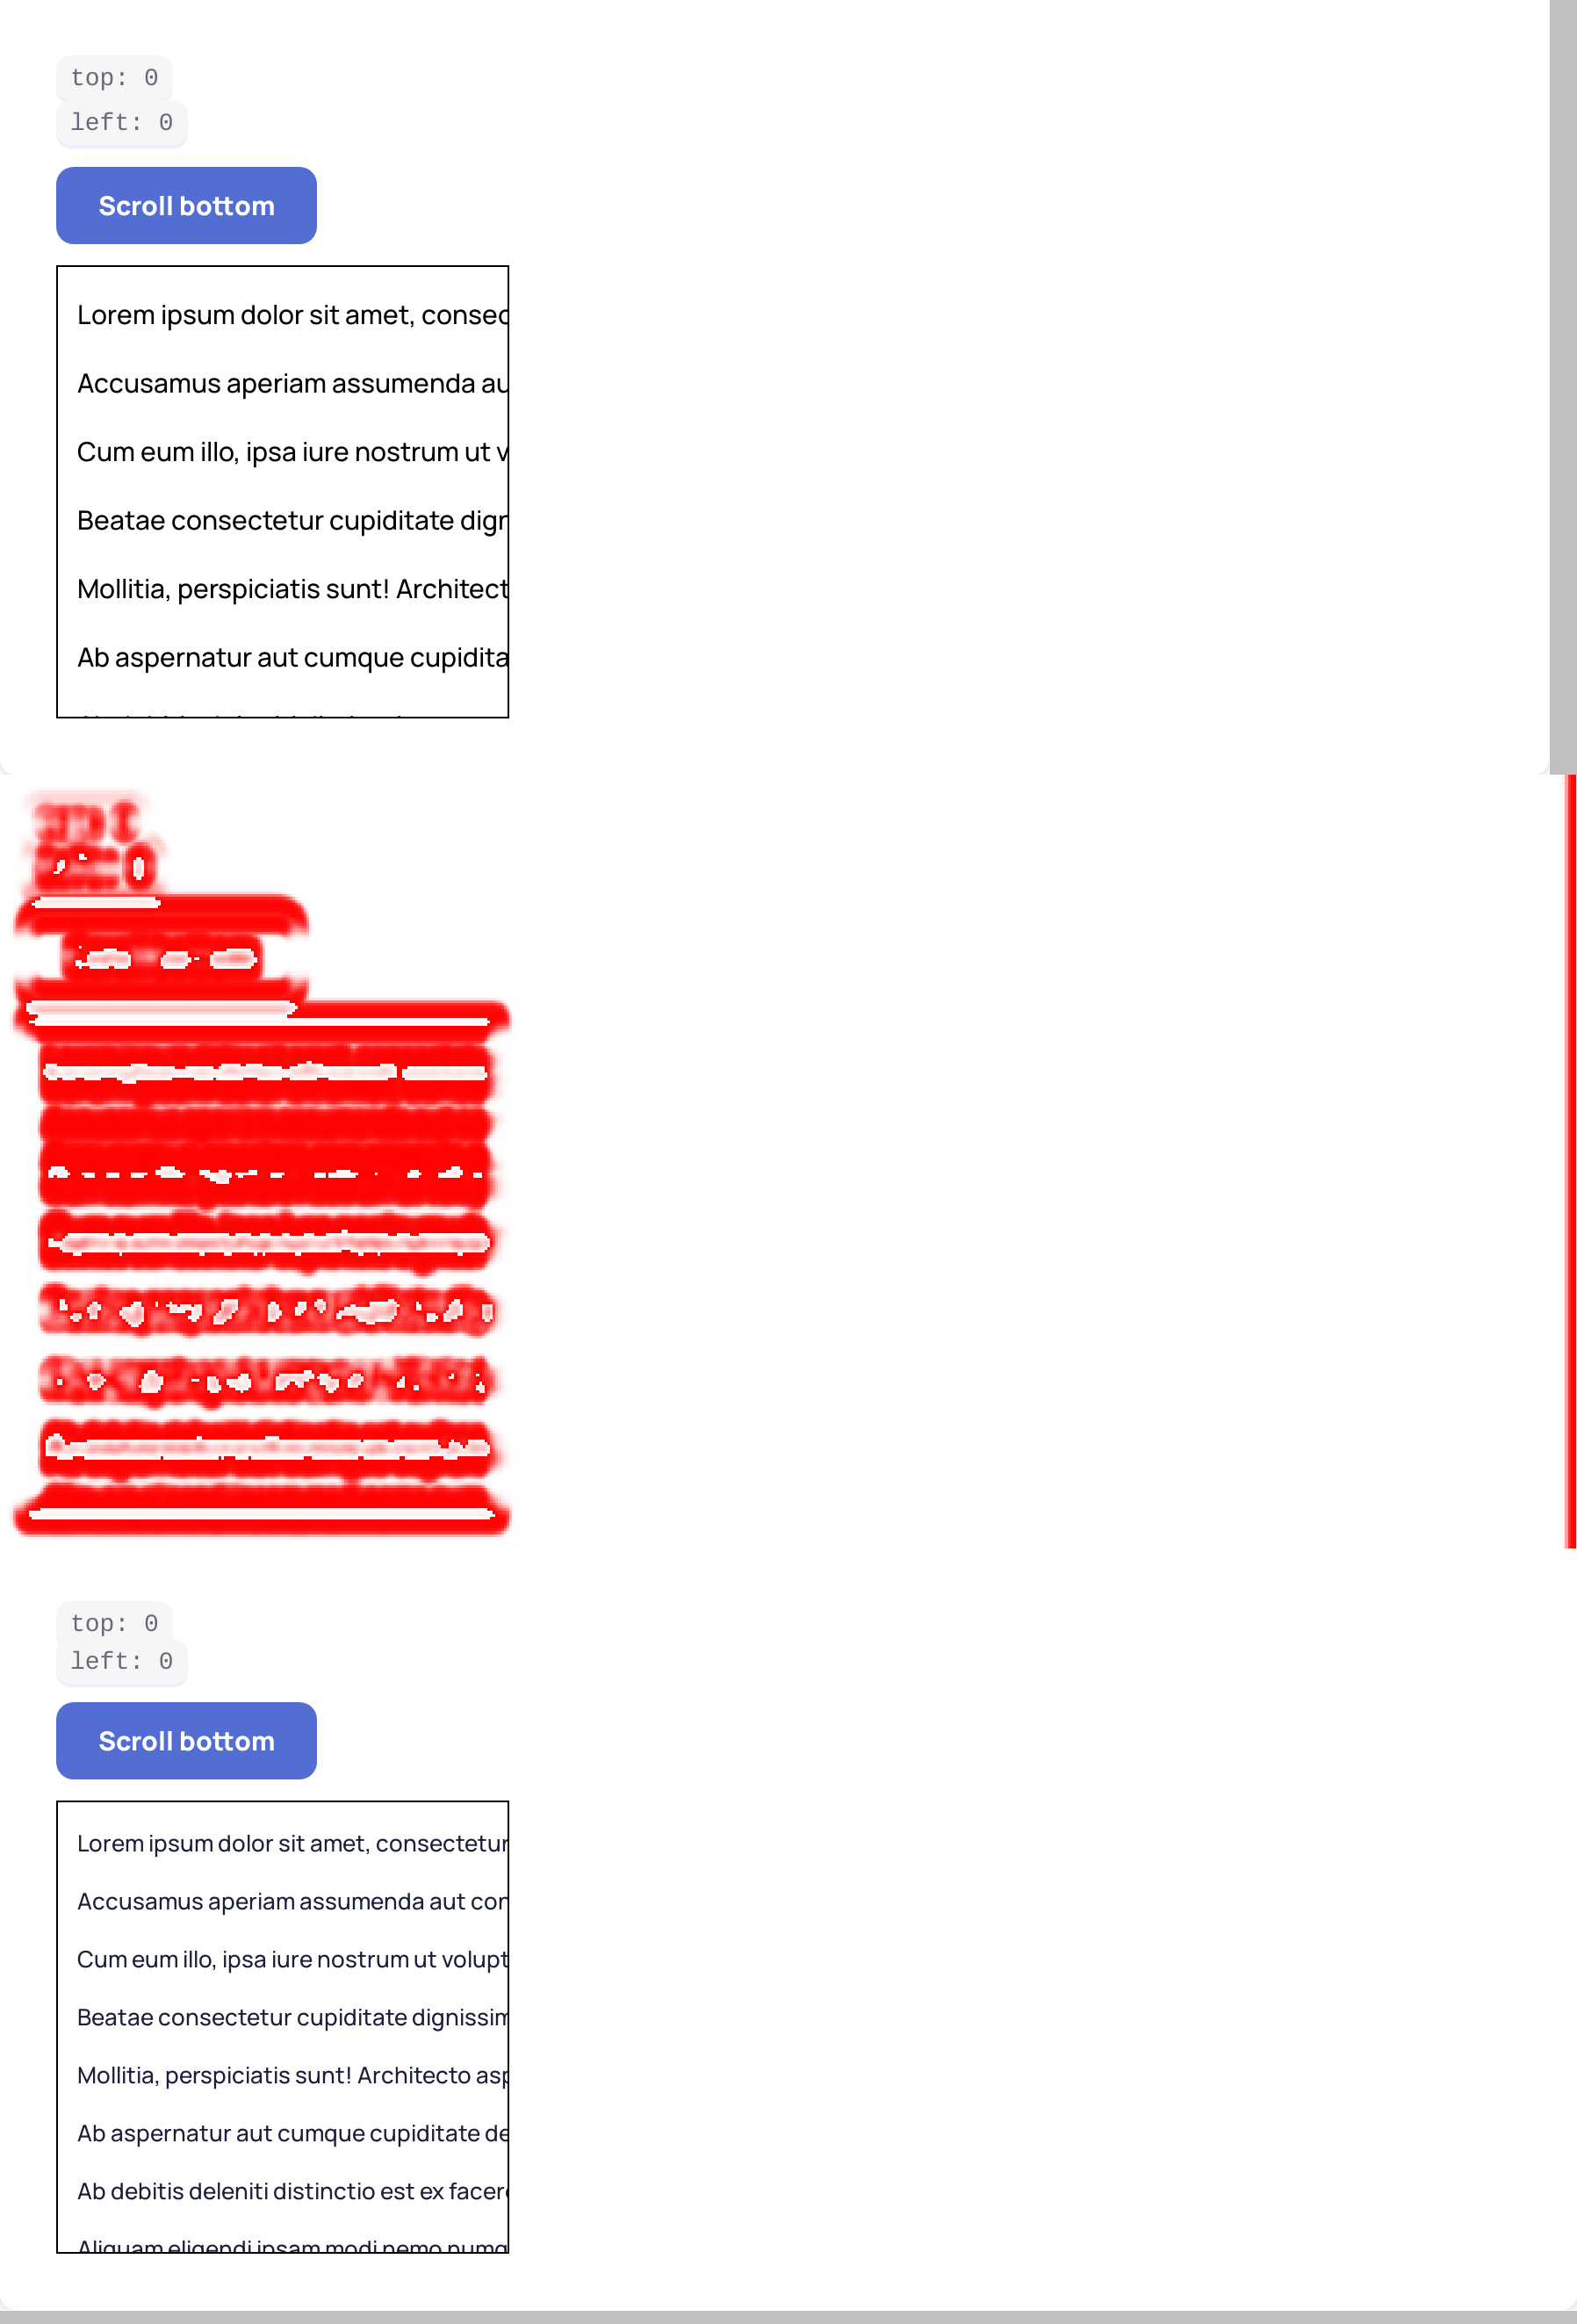 top: 0
left: 0
Scroll bottom
Lorem ipsum dolor sit amet, consec
Accusamus aperiam assumenda au
Cum eum illo, ipsa iure nostrum ut v
Beatae consectetur cupiditate dign
Mollitia, perspiciatis sunt! Architect
Ab aspernatur aut cumque cupidita
top: 0
left: 0
Scroll bottom
Lorem ipsum dolor sit amet, consectetur
Accusamus aperiam assumenda aut con
Cum eum illo, ipsa iure nostrum ut volupt
Beatae consectetur cupiditate dignissim
Mollitia, perspiciatis sunt! Architecto asp
Ab aspernatur aut cumque cupiditate de
Ab debitis deleniti distinctio est ex facere
Aliquam eligendi ipsam modi nemo numq